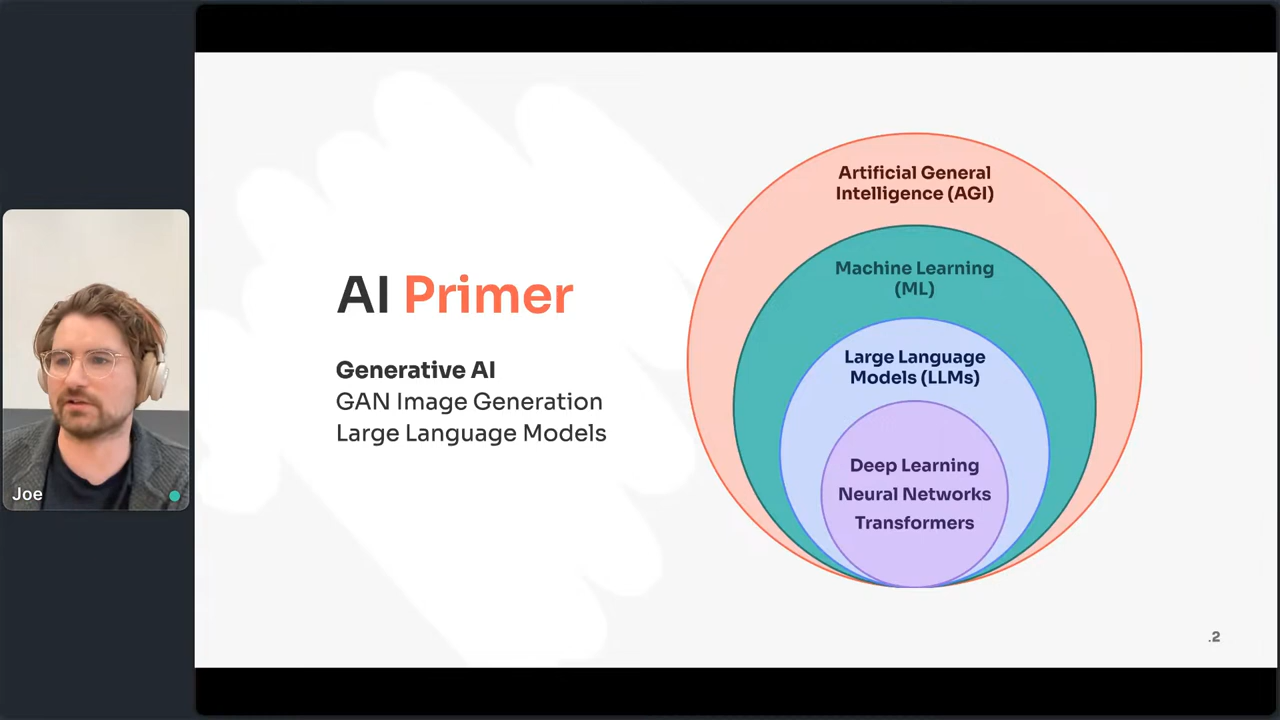 AI Primer
Generative AI
GAN Image Generation
Large Language Models
Artificial General
Intelligence (AGI)
Machine Learning
(ML)
Large Language
Models (LLMs)
Deep Learning
Neural Networks
Transformers
Joe
.2